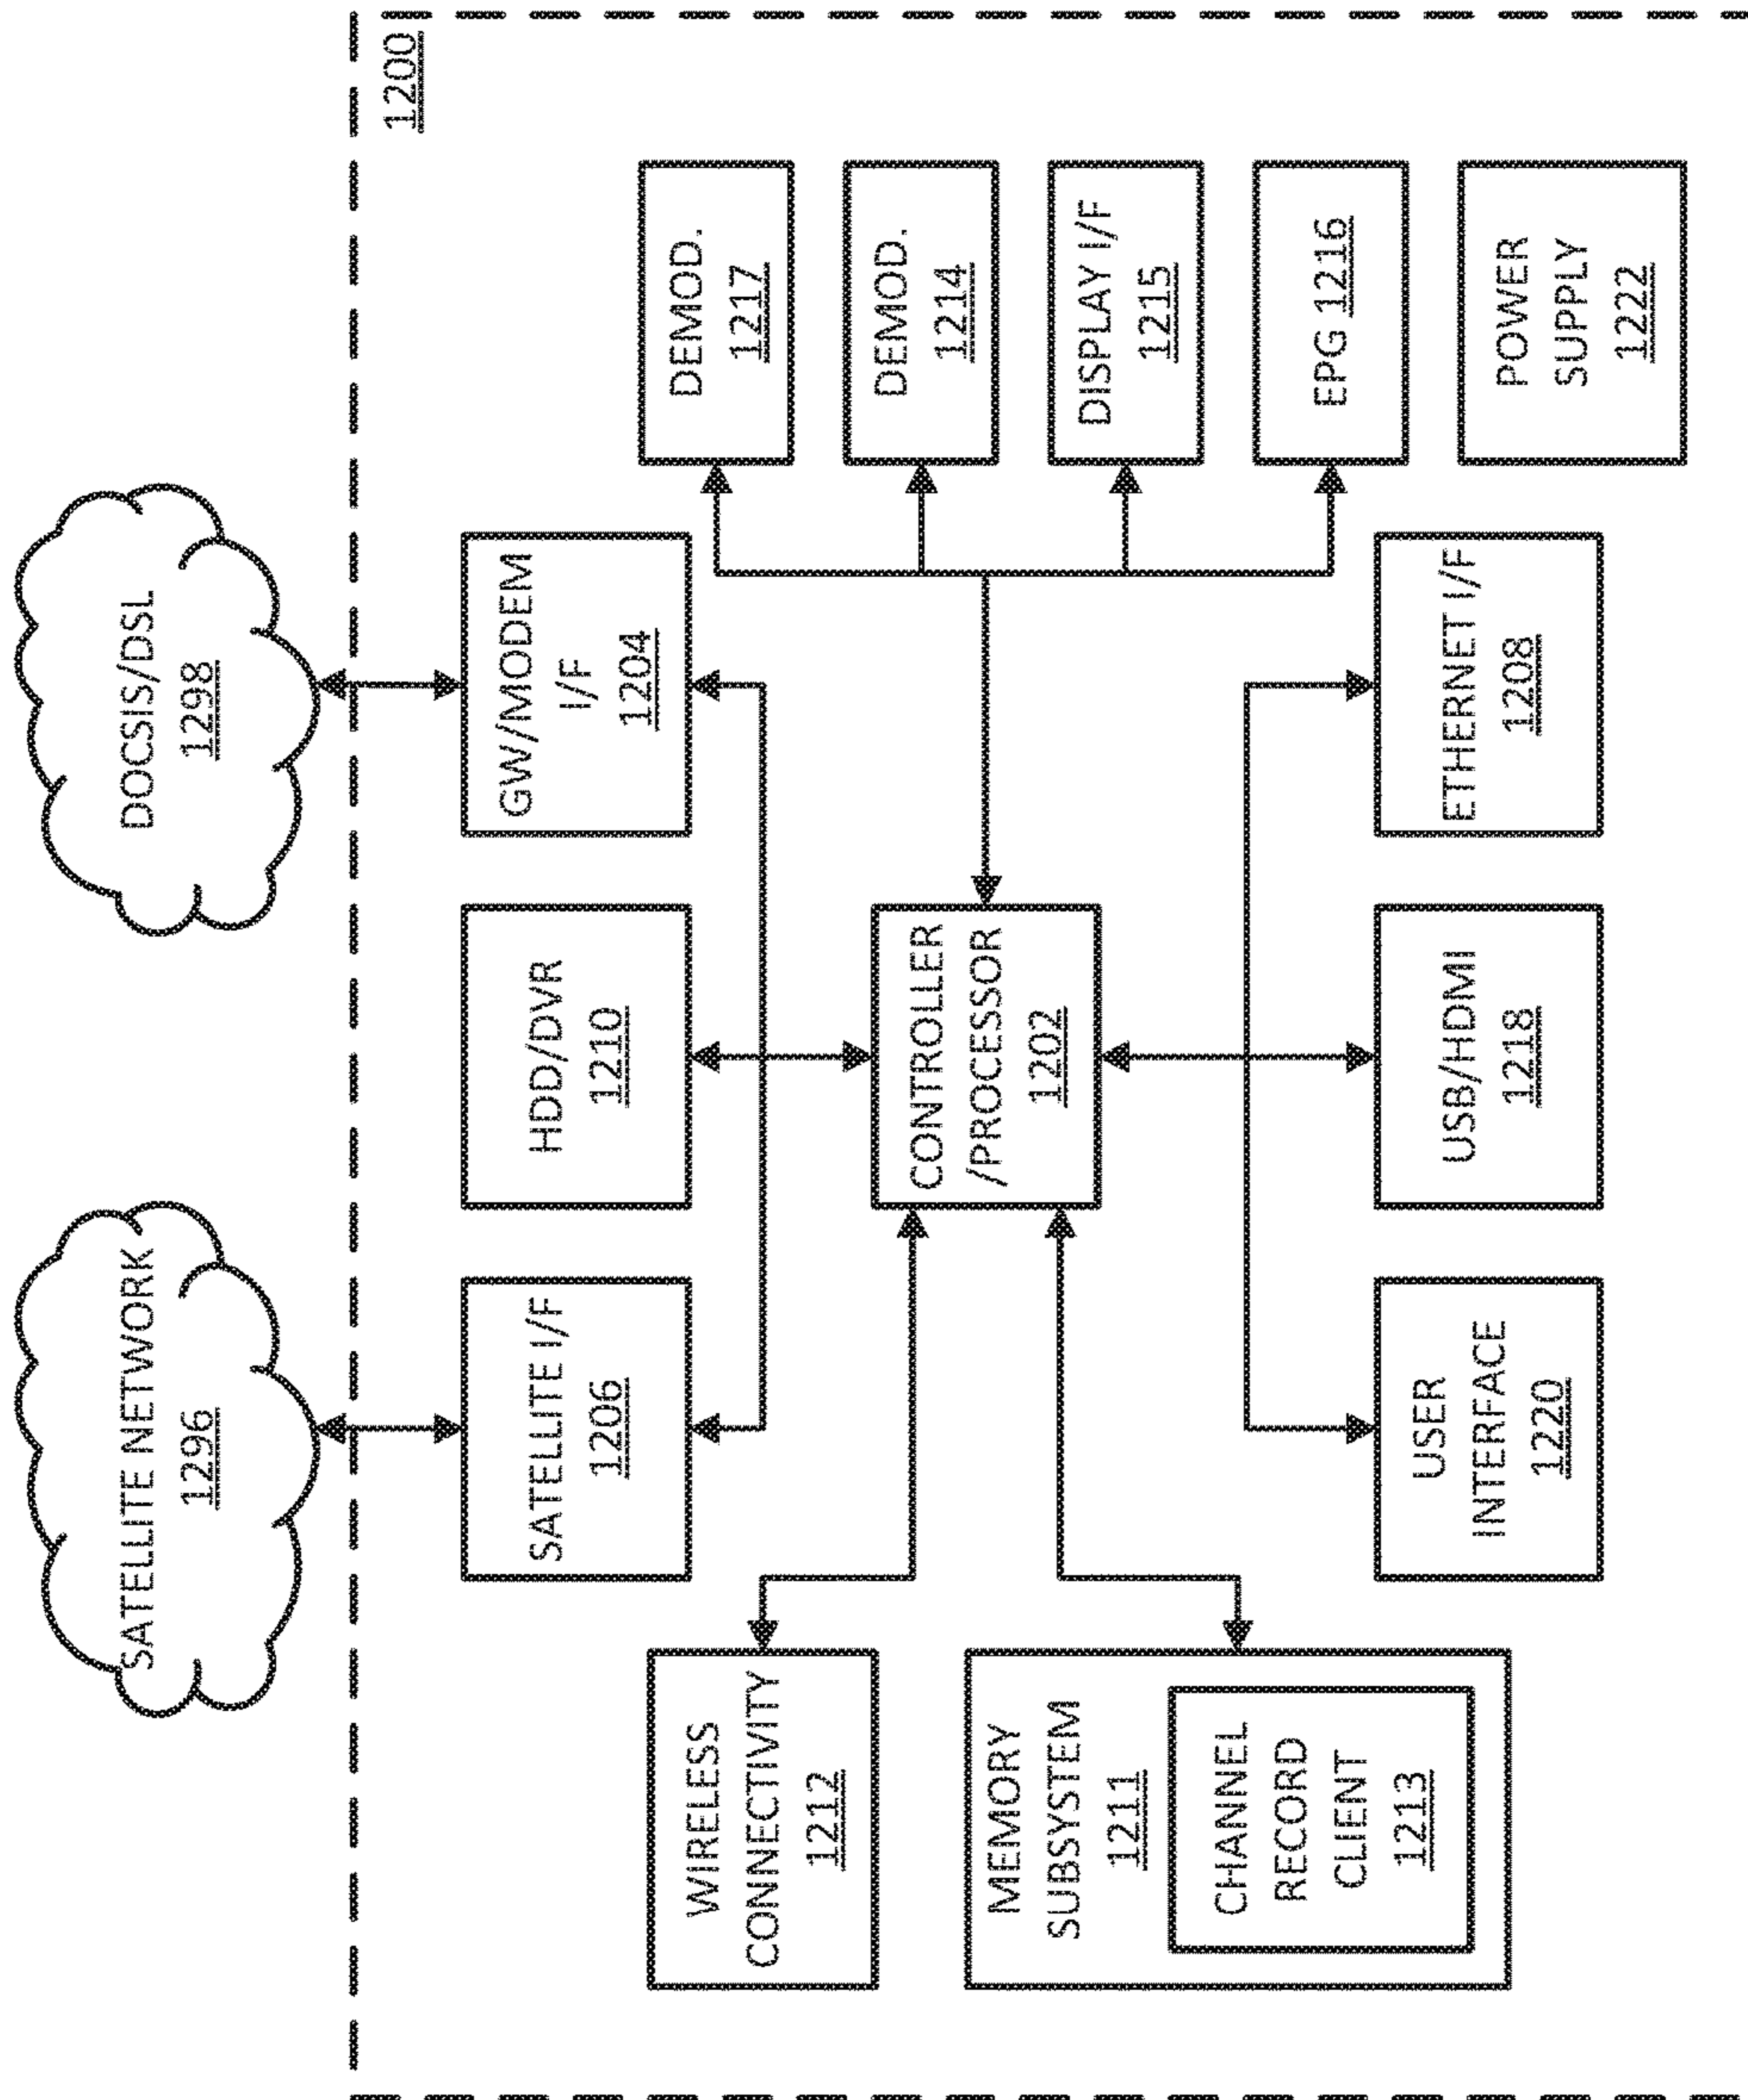 SATELLITE NETWORK
1296
DOCSIS/DSL
1298
1200
SATELLITE I/F
1206
HDD/DVR
1210
GW/MODEM
I/F
1204
WIRELESS
CONNECTIVITY
1212
DEMOD.
1217
DEMOD.
1214
CONTROLLER
/PROCESSOR
1202
MEMORY
SUBSYSTEM
1211
CHANNEL
RECORD
CLIENT
1213
DISPLAY I/F
1215
EPG 1216
USER
INTERFACE
1220
USB/HDMI
1218
ETHERNET I/F
1208
POWER
SUPPLY
1222